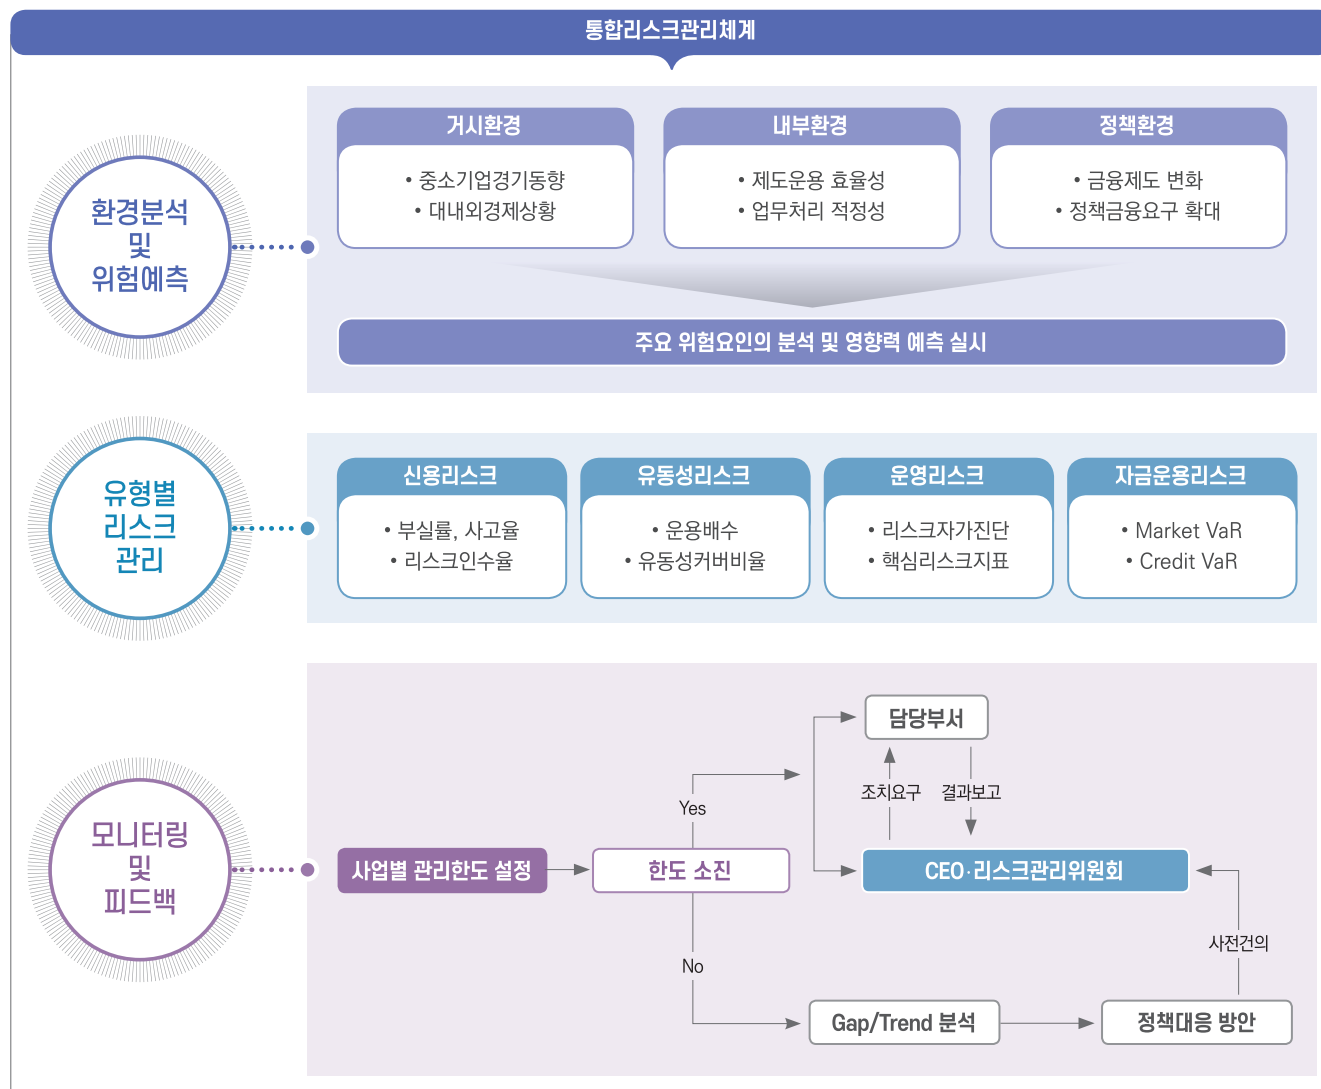 통합리스크관리체계
환경분석
및
위험예측
거시환경
• 중소기업경기동향
• 대내외경제상황
내부환경
• 제도운용 효율성
• 업무처리 적정성
정책환경
• 금융제도 변화
• 정책금융요구 확대
주요 위험요인의 분석 및 영향력 예측 실시
유형별
리스크
관리
신용리스크
• 부실률, 사고율
• 리스크인수율
유동성리스크
• 운용배수
• 유동성커버비율
운영리스크
• 리스크자가진단
• 핵심리스크지표
자금운용리스크
• Market VaR
• Credit VaR
모니터링
및
피드백
사업별 관리한도 설정
한도 소진
Yes
No
담당부서
조치요구
결과보고
CEO·리스크관리위원회
사전건의
Gap/Trend 분석
정책대응 방안